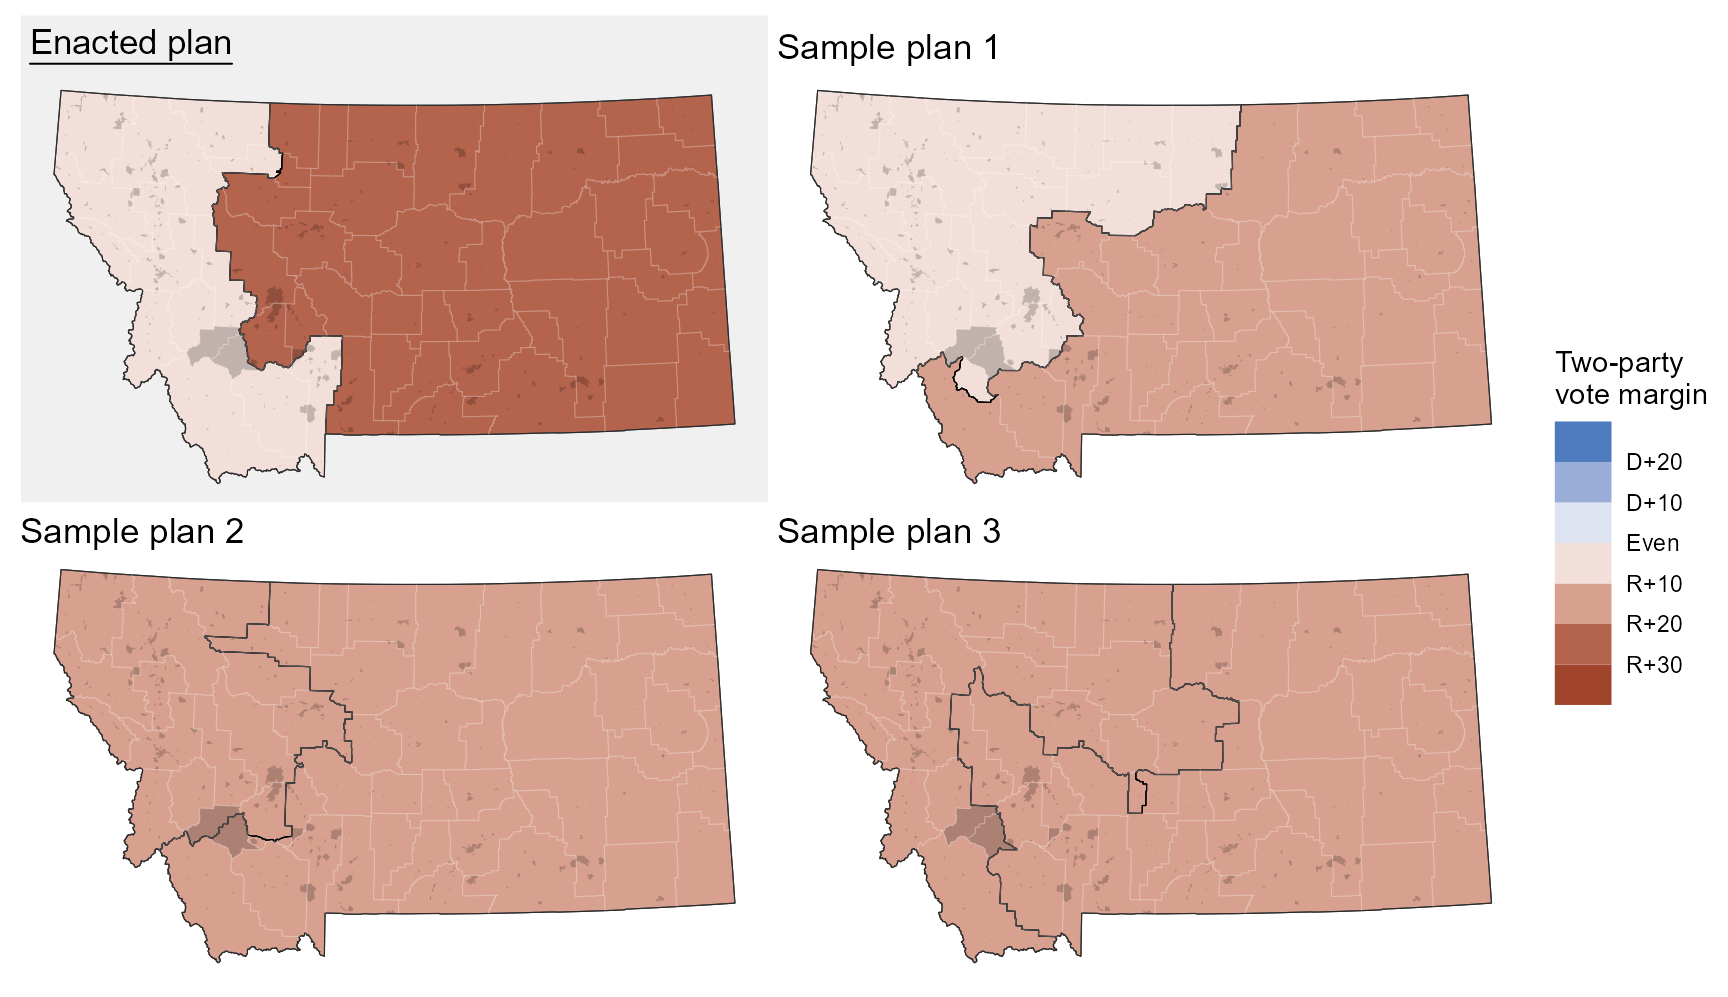 Enacted plan
Sample plan 1
Sample plan 2
Sample plan 3
Two-party
vote margin
D+20
D+10
Even
R+10
R+20
R+30